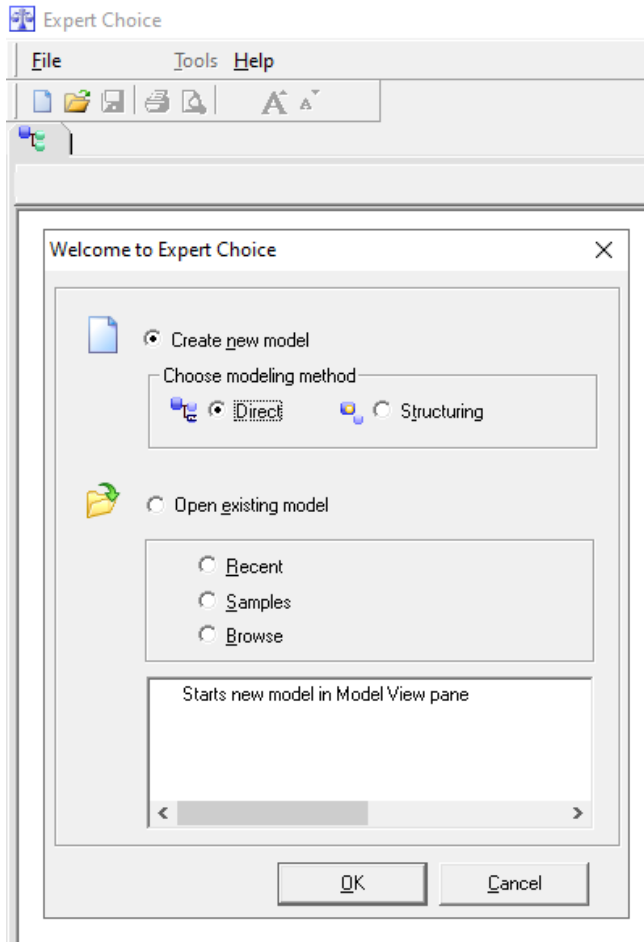 Expert Choice
File Tools Help
Welcome to Expert Choice
Create new model
Choose modeling method
Direct Structuring
Open existing model
Recent
Samples
Browse
Starts new model in Model View pane
OK Cancel